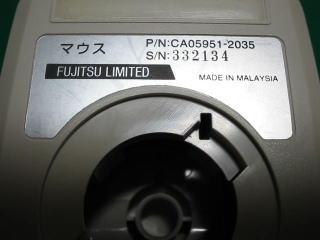 マウス P/N:CA05951-2035
S/N:332134
FUJITSU LIMITED MADE IN MALAYSIA